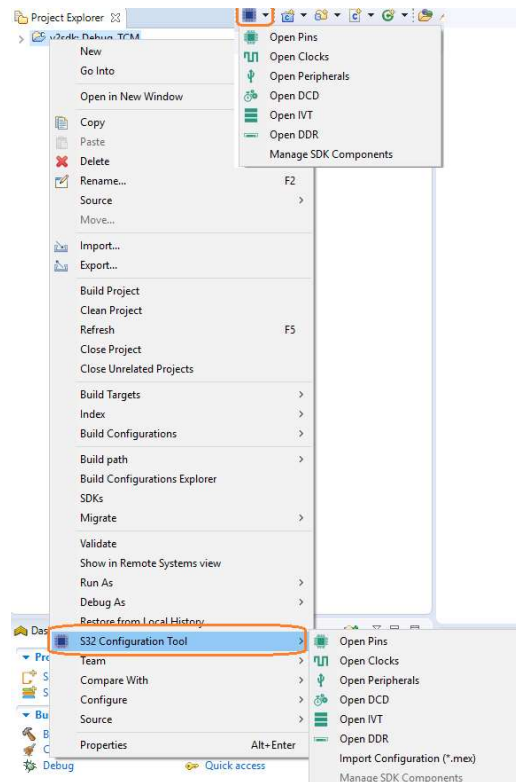 Project Explorer
v2sdk: Debug_TCM
Open Pins
Open Clocks
Open Peripherals
Open DCD
Open IVT
Open DDR
Manage SDK Components
New
Go Into
Open in New Window
Copy
Paste
Delete
Rename... F2
Source
Move...
Import...
Export...
Build Project
Clean Project
Refresh F5
Close Project
Close Unrelated Projects
Build Targets
Index
Build Configurations
Build path
Build Configurations Explorer
SDKs
Migrate
Validate
Show in Remote Systems view
Run As
Debug As
Restore from Local History...
Das
S32 Configuration Tool
Team
Compare With
Configure
Source
Properties Alt+Enter
Open Pins
Open Clocks
Open Peripherals
Open DCD
Open IVT
Open DDR
Import Configuration (*.mex)
Manage SDK Components
Pro
S
S
Bu
B
C
Debug
Quick access